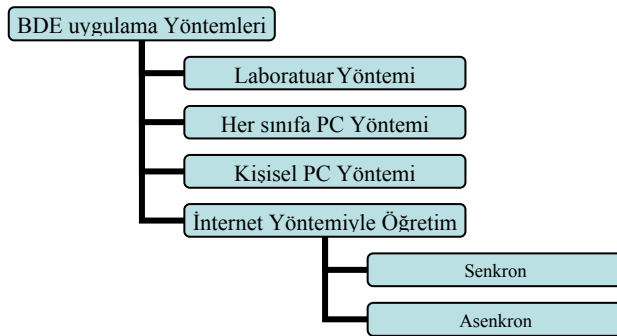 BDE uygulama Yöntemleri
Laboratuar Yöntemi
Her sınıfa PC Yöntemi
Kişisel PC Yöntemi
İnternet Yöntemiyle Öğretim
Senkron
Asenkron